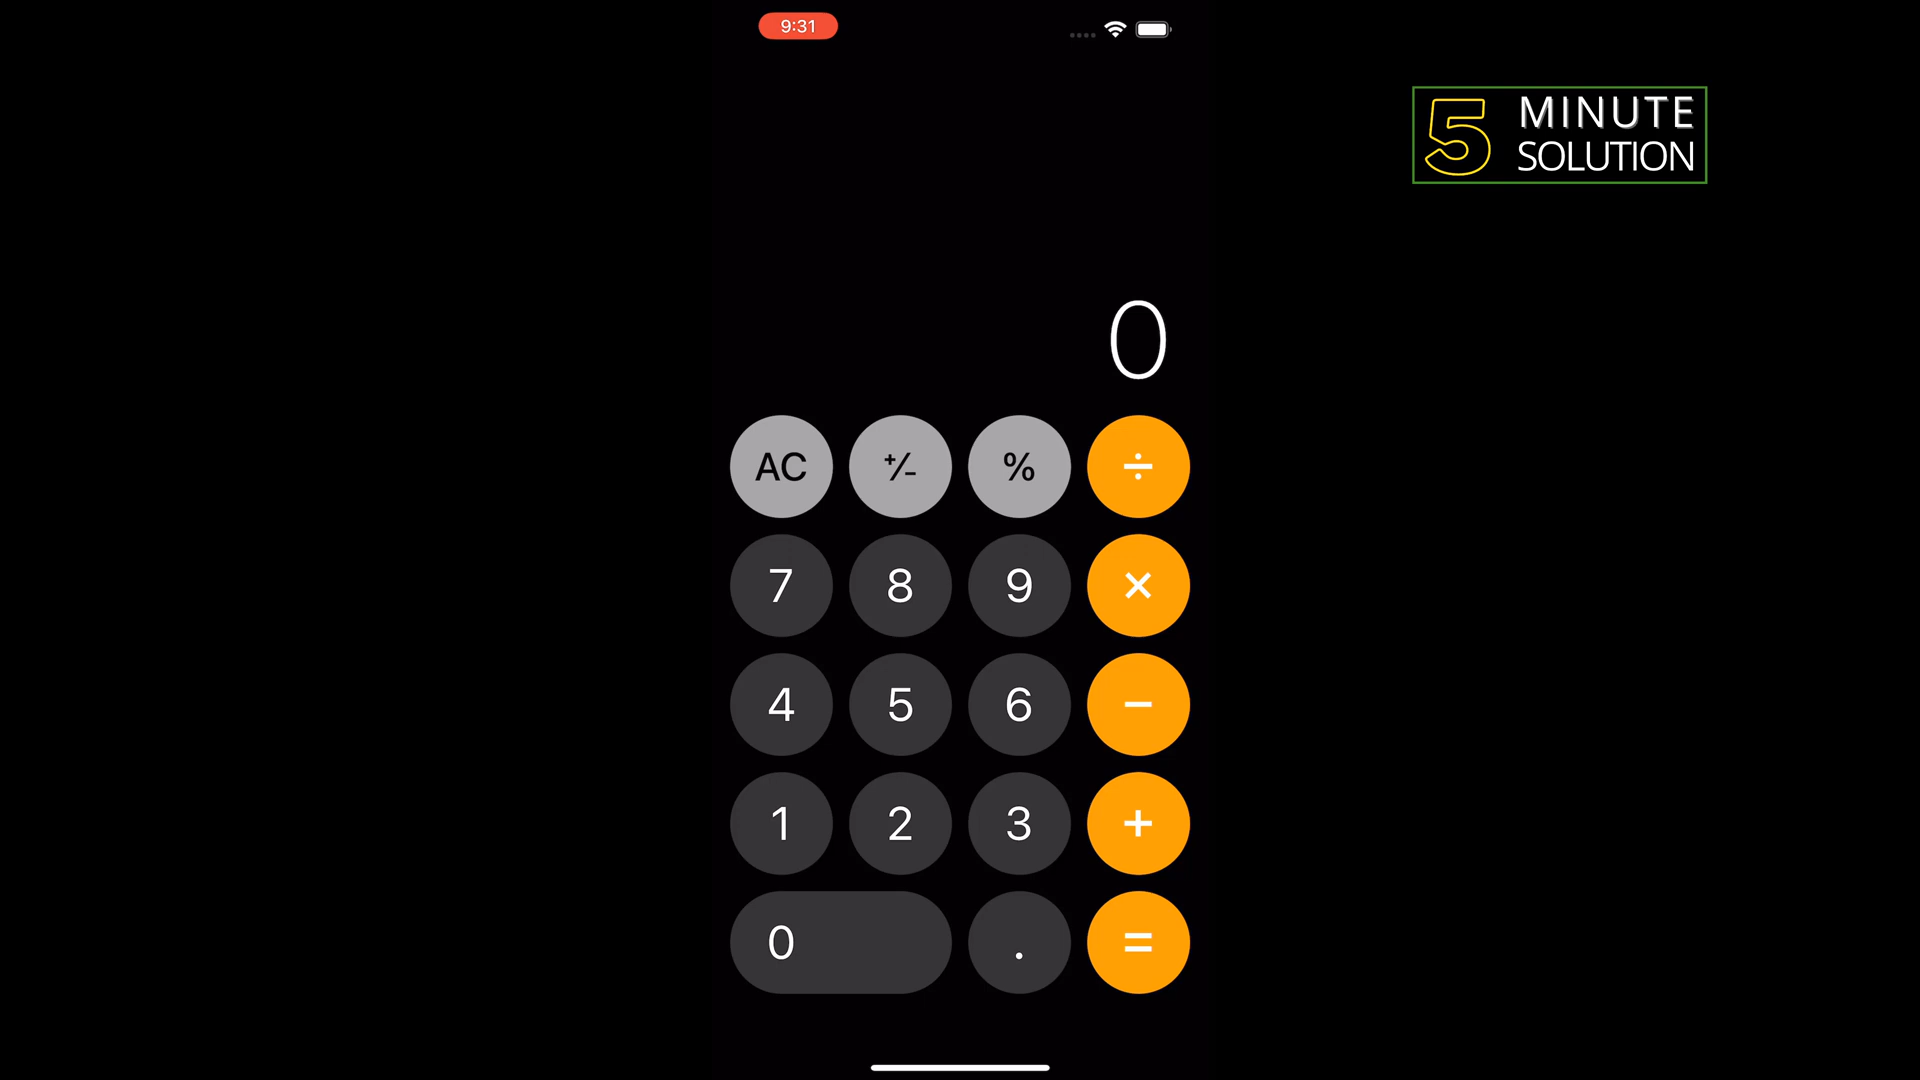 9:31
5 MINUTE
SOLUTION
0
AC +/- % ÷
7 8 9 ×
4 5 6 −
1 2 3 +
0 . =